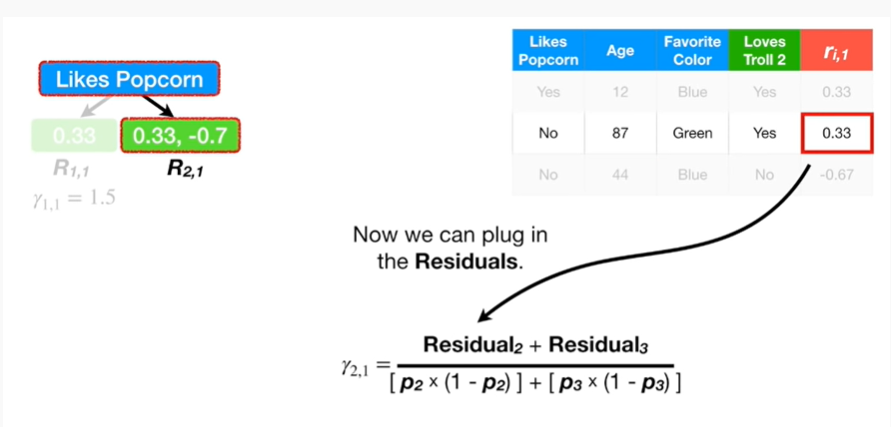 Likes Popcorn
0.33
0.33, -0.7
R1,1
R2,1
γ1,1 = 1.5
Likes Popcorn Age Favorite Color Loves Troll 2 ri,1
Yes 12 Blue Yes 0.33
No 87 Green Yes 0.33
No 44 Blue No -0.67
Now we can plug in
the Residuals.
Residual2 + Residual3
γ2,1 =
[ p2 × (1 - p2) ] + [ p3 × (1 - p3) ]